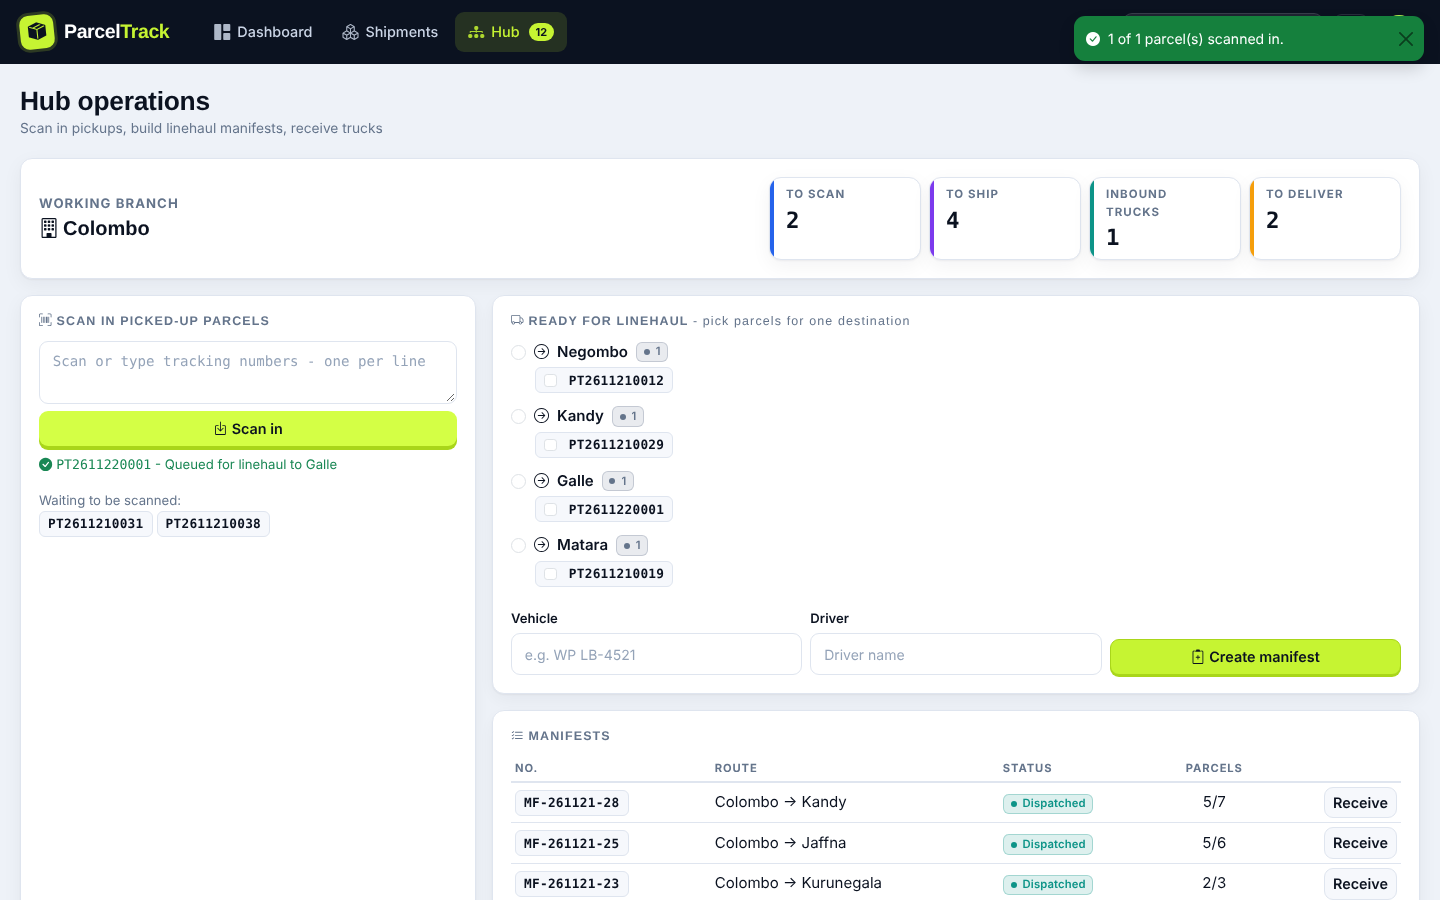 ParcelTrack
Dashboard
Shipments
Hub 12
1 of 1 parcel(s) scanned in.
Hub operations
Scan in pickups, build linehaul manifests, receive trucks
WORKING BRANCH
Colombo
TO SCAN
2
TO SHIP
4
INBOUND
TRUCKS
1
TO DELIVER
2
SCAN IN PICKED-UP PARCELS
Scan or type tracking numbers - one per line
Scan in
PT2611220001 - Queued for linehaul to Galle
Waiting to be scanned:
PT2611210031 PT2611210038
READY FOR LINEHAUL - pick parcels for one destination
Negombo 1
PT2611210012
Kandy 1
PT2611210029
Galle 1
PT2611220001
Matara 1
PT2611210019
Vehicle
e.g. WP LB-4521
Driver
Driver name
Create manifest
MANIFESTS
NO. ROUTE STATUS PARCELS
MF-261121-28 Colombo → Kandy Dispatched 5/7 Receive
MF-261121-25 Colombo → Jaffna Dispatched 5/6 Receive
MF-261121-23 Colombo → Kurunegala Dispatched 2/3 Receive